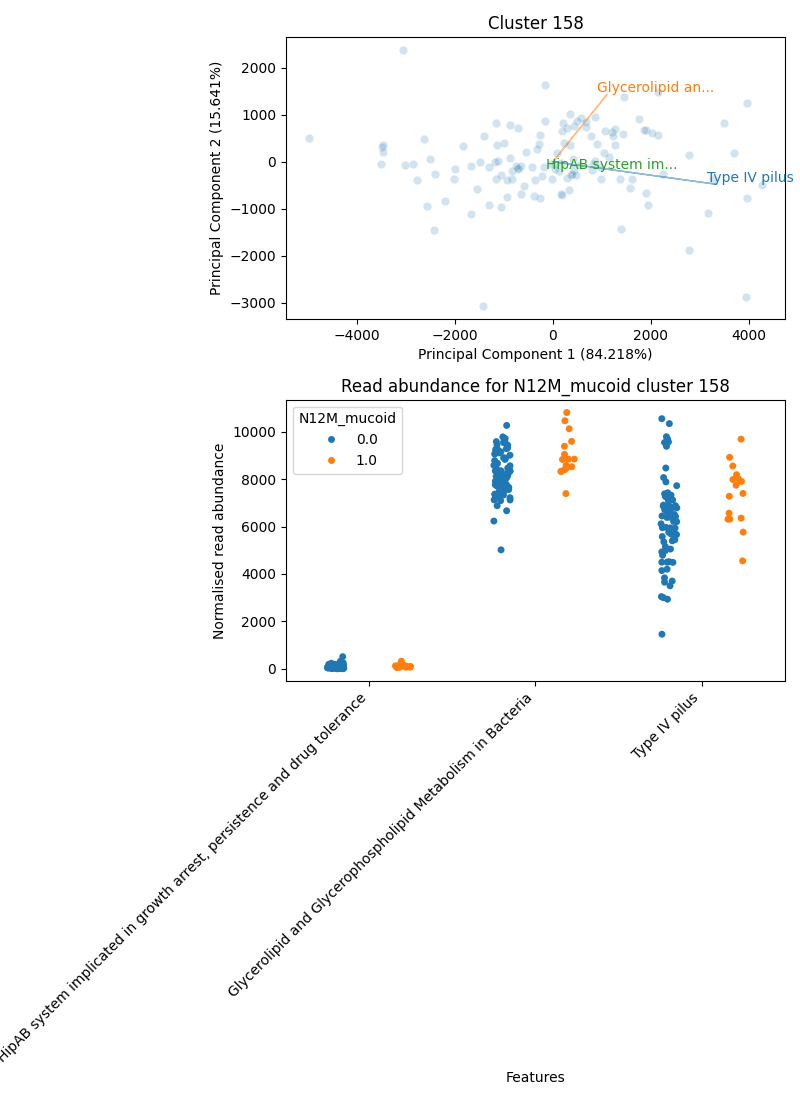 Cluster 158
Principal Component 2 (15.641%)
2000
1000
0
−1000
−2000
−3000
Glycerolipid an...
HipAB system im...
Type IV pilus
−4000
−2000
0
2000
4000
Principal Component 1 (84.218%)
Read abundance for N12M_mucoid cluster 158
Normalised read abundance
10000
8000
6000
4000
2000
0
N12M_mucoid
0.0
1.0
HipAB system implicated in growth arrest, persistence and drug tolerance
Glycerolipid and Glycerophospholipid Metabolism in Bacteria
Type IV pilus
Features